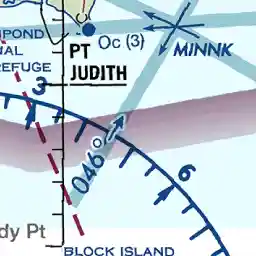 POND
Oc (3)
PT
JUDITH
MINNK
REFUGE
3
046°
6
dy Pt
BLOCK ISLAND